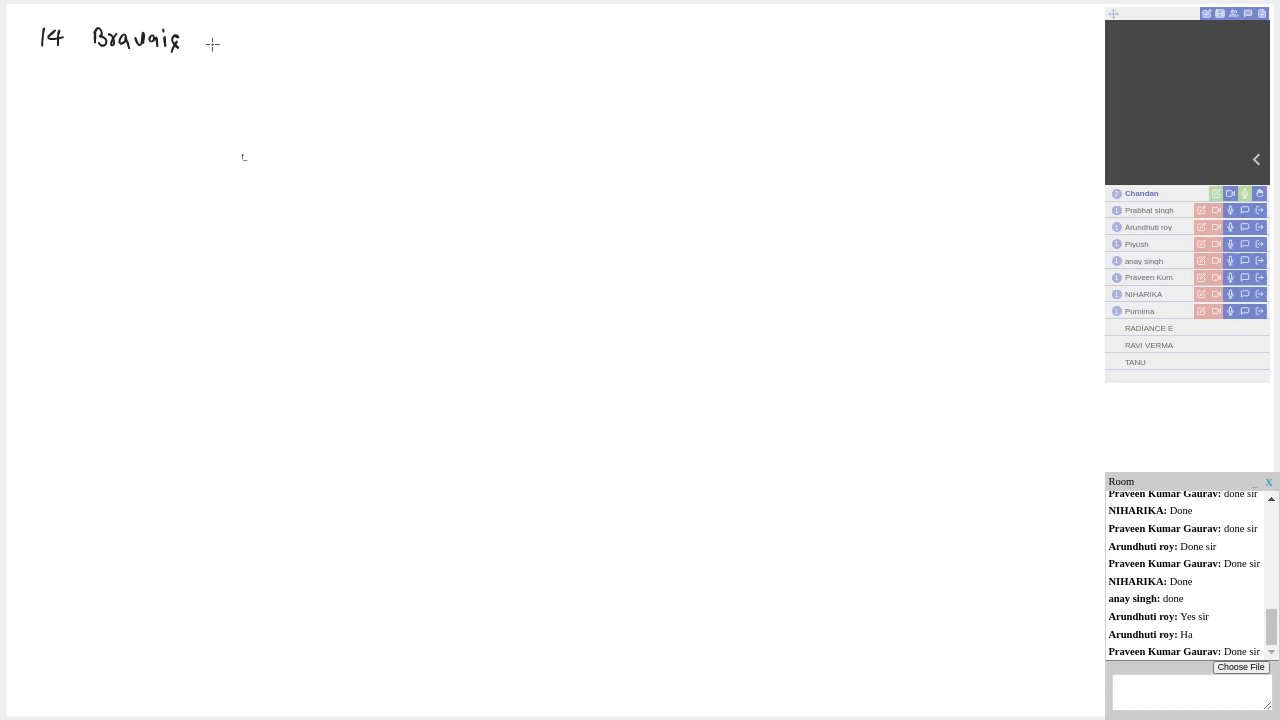 14 Bravais
Chandan
Prabhat singh
Arundhuti roy
Piyush
anay singh
Praveen Kum
NIHARIKA
Purnima
RADIANCE E
RAVI VERMA
TANU
Room _ X
Praveen Kumar Gaurav: done sir
NIHARIKA: Done
Praveen Kumar Gaurav: done sir
Arundhuti roy: Done sir
Praveen Kumar Gaurav: Done sir
NIHARIKA: Done
anay singh: done
Arundhuti roy: Yes sir
Arundhuti roy: Ha
Praveen Kumar Gaurav: Done sir
Choose File